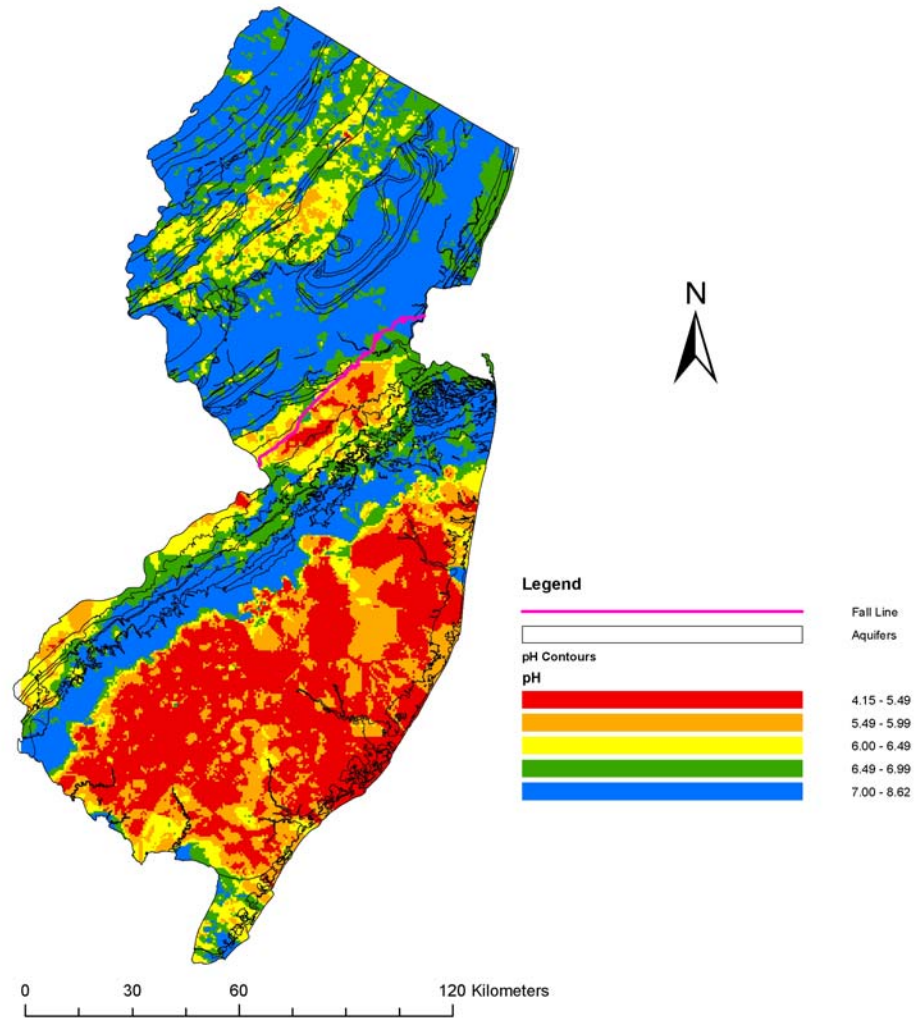 N
Legend
Fall Line
Aquifers
pH Contours
pH
4.15 - 5.49
5.49 - 5.99
6.00 - 6.49
6.49 - 6.99
7.00 - 8.62
0 30 60 120 Kilometers